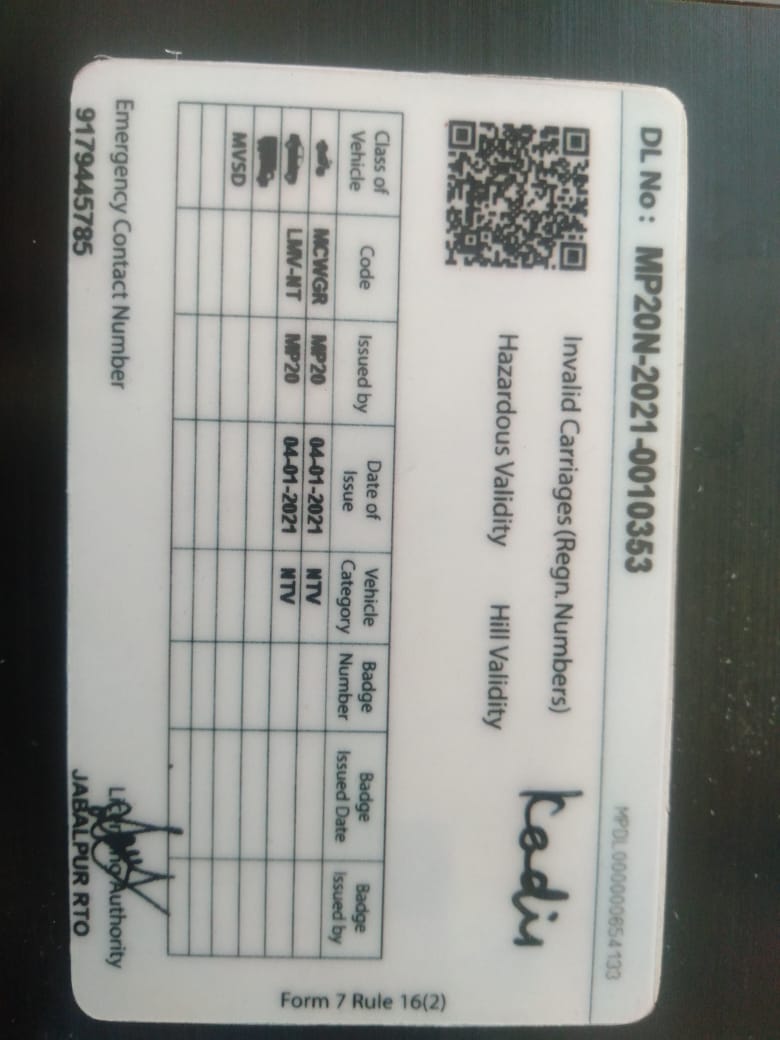 DL No : MP20N-2021-0010353
MPDL000000654133
Invalid Carriages (Regn. Numbers)
Hazardous Validity Hill Validity
Kadir
Class of Vehicle Code Issued by Date of Issue Vehicle Category Badge Number Badge Issued Date Badge Issued by
MCWGR MP20 04-01-2021 NTV
LMV-NT MP20 04-01-2021 NTV
MVSD
Emergency Contact Number
9179445785
Licensing Authority
JABALPUR RTO
Form 7 Rule 16(2)